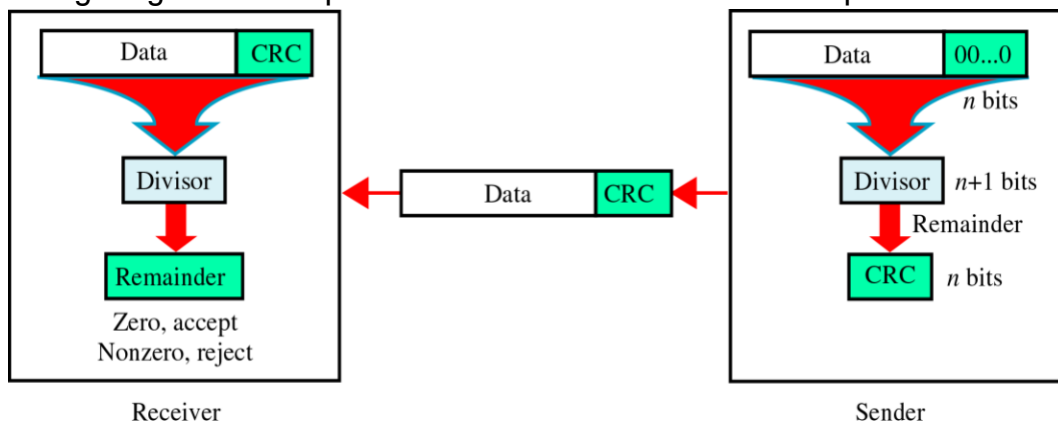 Data CRC
Divisor
Remainder
Zero, accept
Nonzero, reject
Receiver
Data CRC
Data 00...0
n bits
Divisor n+1 bits
Remainder
CRC n bits
Sender